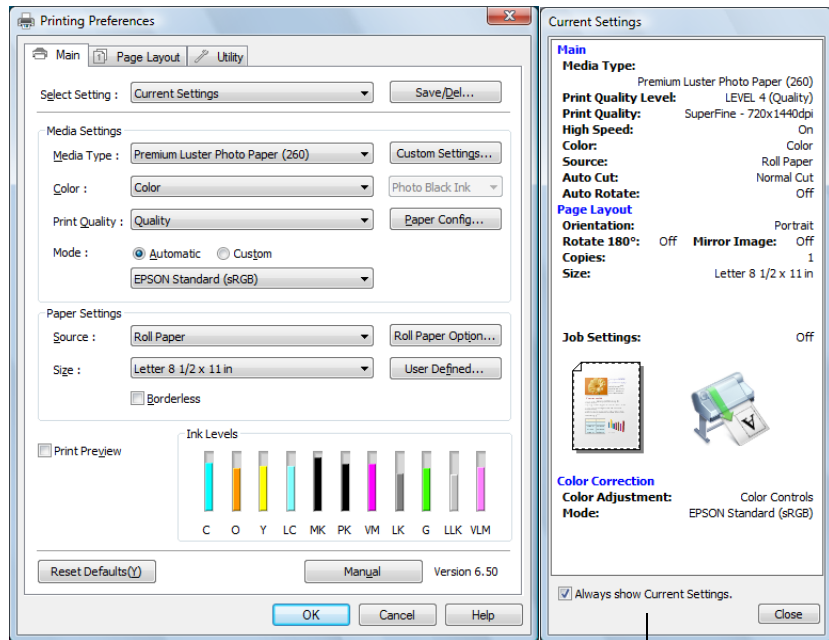 Printing Preferences
Main
Page Layout
Utility
Select Setting :
Current Settings
Save/Del...
Media Settings
Media Type :
Premium Luster Photo Paper (260)
Custom Settings...
Color :
Color
Photo Black Ink
Print Quality :
Quality
Paper Config...
Mode :
Automatic
Custom
EPSON Standard (sRGB)
Paper Settings
Source :
Roll Paper
Roll Paper Option...
Size :
Letter 8 1/2 x 11 in
User Defined...
Borderless
Print Preview
Ink Levels
C O Y LC MK PK VM LK G LLK VLM
Reset Defaults(Y)
Manual
Version 6.50
OK
Cancel
Help
Current Settings
Main
Media Type:
Premium Luster Photo Paper (260)
Print Quality Level: LEVEL 4 (Quality)
Print Quality: SuperFine - 720x1440dpi
High Speed: On
Color: Color
Source: Roll Paper
Auto Cut: Normal Cut
Auto Rotate: Off
Page Layout
Orientation: Portrait
Rotate 180°: Off Mirror Image: Off
Copies: 1
Size: Letter 8 1/2 x 11 in
Job Settings: Off
A
Color Correction
Color Adjustment: Color Controls
Mode: EPSON Standard (sRGB)
Always show Current Settings.
Close